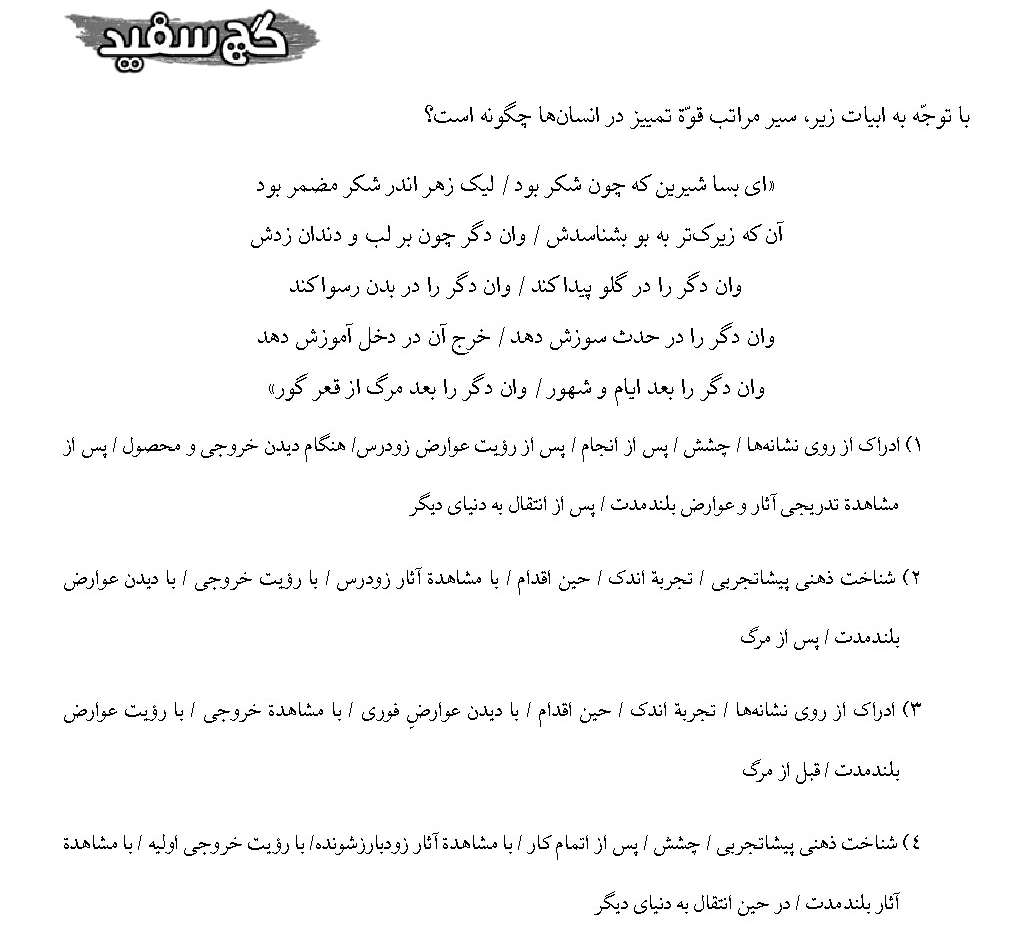 گچ سفید
با توجّه به ابیات زیر، سیر مراتب قوّة تمییز در انسان‌ها چگونه است؟
«ای بسا شیرین که چون شکر بود / لیک زهر اندر شکر مضمر بود
آن که زیرک‌تر به بو بشناسدش / وان دگر چون بر لب و دندان زدش
وان دگر را در گلو پیدا کند / وان دگر را در بدن رسوا کند
وان دگر را در حدث سوزش دهد / خرج آن در دخل آموزش دهد
وان دگر را بعد ایام و شهور / وان دگر را بعد مرگ از قعر گور»
۱) ادراک از روی نشانه‌ها / چشش / پس از انجام / پس از رؤیت عوارض زودرس/ هنگام دیدن خروجی و محصول / پس از
مشاهدة تدریجی آثار و عوارض بلندمدت / پس از انتقال به دنیای دیگر
۲) شناخت ذهنی پیشاتجربی / تجربة اندک / حین اقدام / با مشاهدة آثار زودرس / با رؤیت خروجی / با دیدن عوارض
بلندمدت / پس از مرگ
۳) ادراک از روی نشانه‌ها / تجربة اندک / حین اقدام / با دیدن عوارضِ فوری / با مشاهدة خروجی / با رؤیت عوارض
بلندمدت / قبل از مرگ
٤) شناخت ذهنی پیشاتجربی / چشش / پس از اتمام کار / با مشاهدة آثار زودبارزشونده/ با رؤیت خروجی اولیه / با مشاهدة
آثار بلندمدت / در حین انتقال به دنیای دیگر